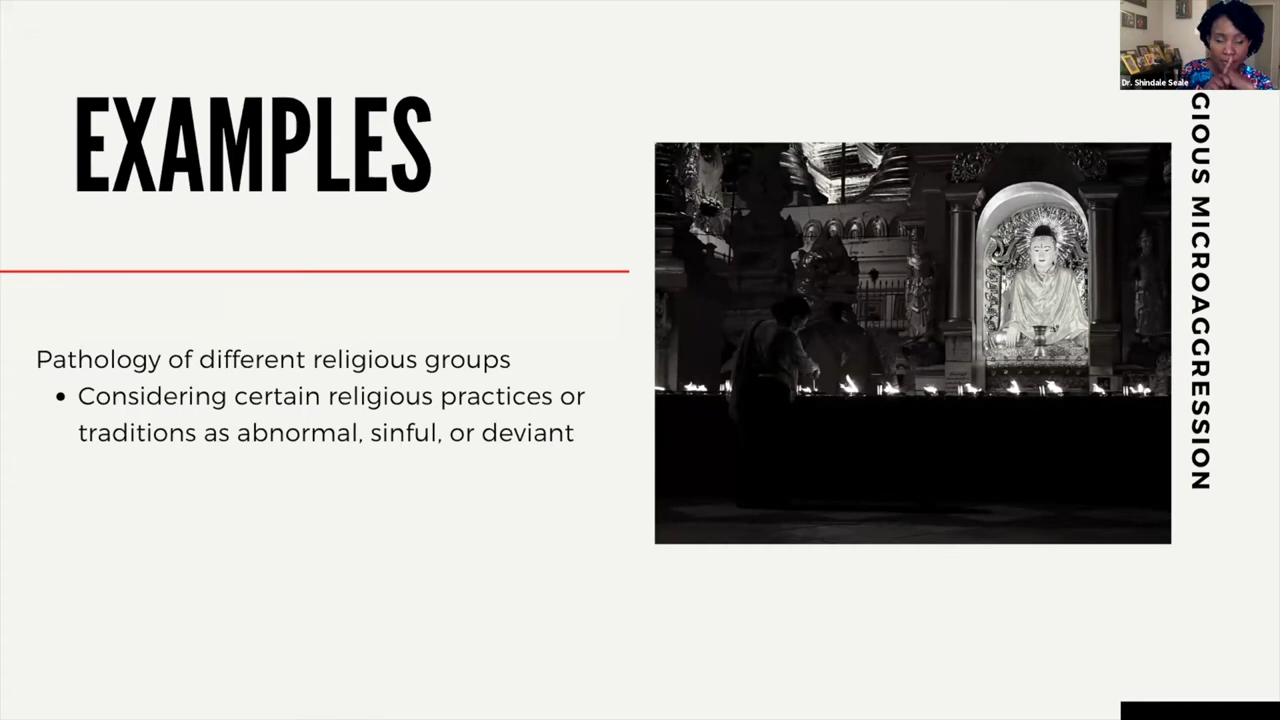 EXAMPLES
Pathology of different religious groups
• Considering certain religious practices or
traditions as abnormal, sinful, or deviant
GIOUS MICROAGGRESSION
Dr. Shindale Seale